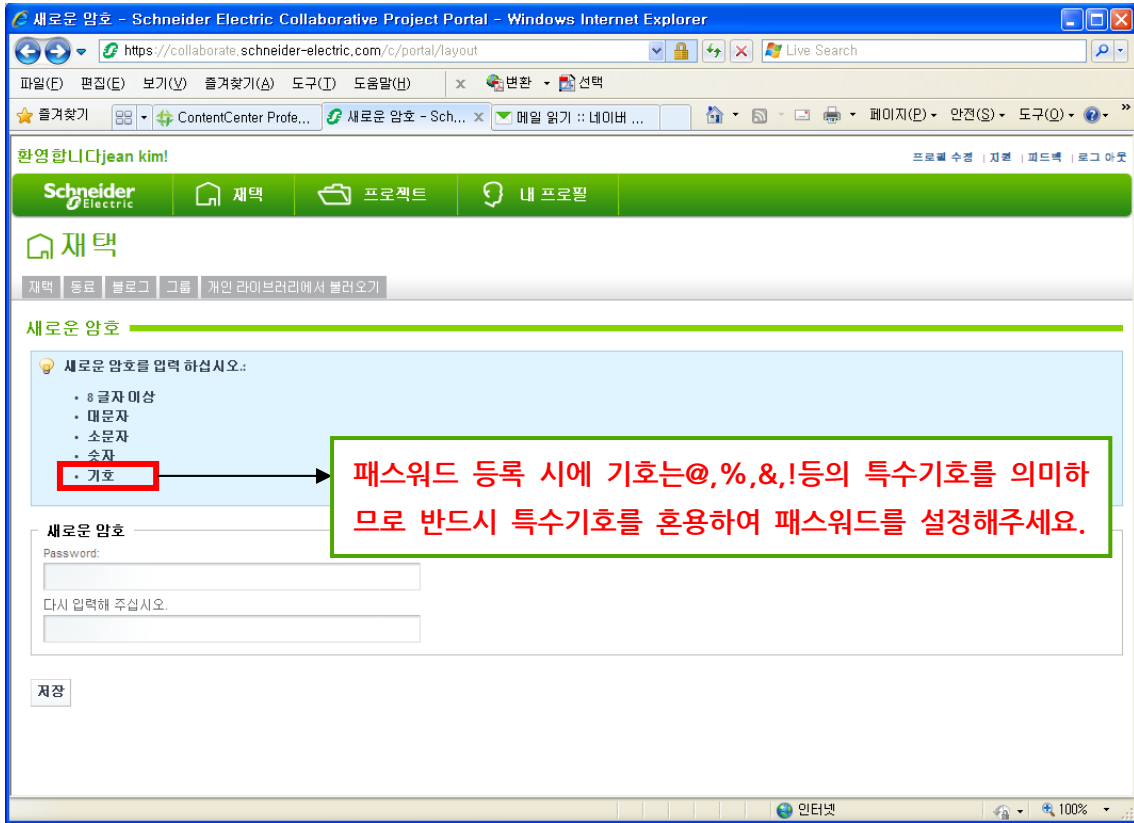 새로운 암호 - Schneider Electric Collaborative Project Portal - Windows Internet Explorer
https://collaborate.schneider-electric.com/c/portal/layout
Live Search
파일(F) 편집(E) 보기(V) 즐겨찾기(A) 도구(T) 도움말(H) x 변환 선택
즐겨찾기 ContentCenter Profe... 새로운 암호 - Sch... x 메일 읽기 :: 네이버 ... 페이지(P) 안전(S) 도구(O) »
환영합니다jean kim! 프로필 수정 | 지원 | 피드백 | 로그 아웃
Schneider Electric 재택 프로젝트 내 프로필
재택
재택 동료 블로그 그룹 개인 라이브러리에서 불러오기
새로운 암호
새로운 암호를 입력 하십시오.:
• 8 글자 이상
• 대문자
• 소문자
• 숫자
• 기호
패스워드 등록 시에 기호는@,%,&,!등의 특수기호를 의미하
므로 반드시 특수기호를 혼용하여 패스워드를 설정해주세요.
새로운 암호
Password:
다시 입력해 주십시오.
저장
인터넷 100%